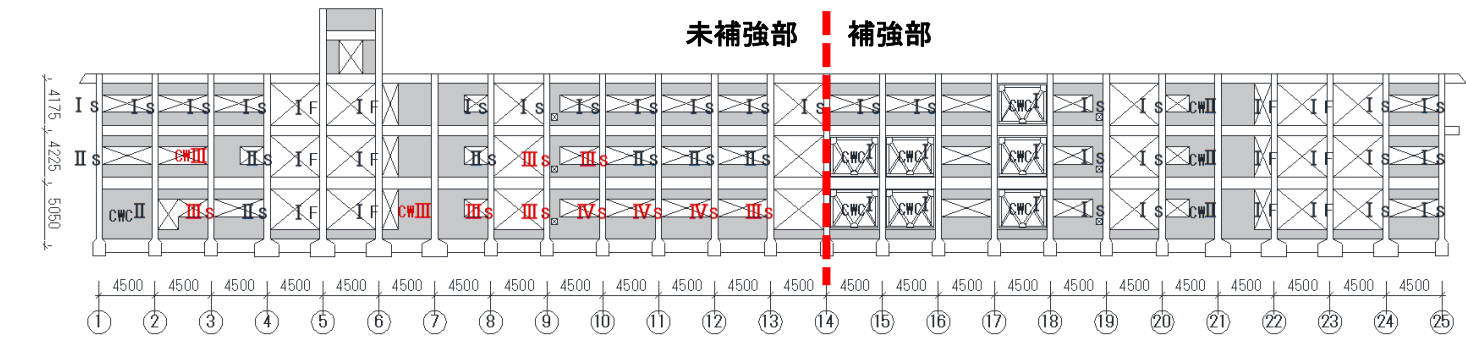 未補強部 補強部
4175 Ⅰs Ⅰs Ⅰs Ⅰs ⅠF ⅠF Ⅰs Ⅰs Ⅰs Ⅰs Ⅰs Ⅰs Ⅰs Ⅰs Ⅰs CWCⅠ Ⅰs Ⅰs CWⅡ ⅠF ⅠF Ⅰs Ⅰs
4225 Ⅱs CWⅢ Ⅱs ⅠF ⅠF Ⅱs Ⅲs Ⅲs Ⅱs Ⅱs Ⅱs CWCⅠ CWCⅠ CWCⅠ Ⅰs Ⅰs CWⅡ ⅠF ⅠF Ⅰs Ⅰs
5050 CWCⅡ Ⅲs Ⅱs ⅠF ⅠF CWⅢ Ⅲs Ⅲs Ⅳs Ⅳs Ⅳs Ⅲs CWCⅠ CWCⅠ CWCⅠ Ⅰs Ⅰs CWⅡ ⅠF ⅠF Ⅰs Ⅰs
4500 4500 4500 4500 4500 4500 4500 4500 4500 4500 4500 4500 4500 4500 4500 4500 4500 4500 4500 4500 4500 4500 4500 4500
1 2 3 4 5 6 7 8 9 10 11 12 13 14 15 16 17 18 19 20 21 22 23 24 25